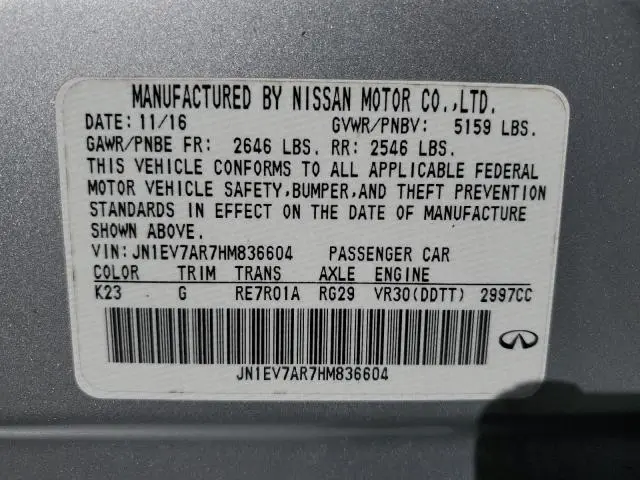 MANUFACTURED BY NISSAN MOTOR CO.,LTD.
DATE: 11/16 GVWR/PNBV: 5159 LBS.
GAWR/PNBE FR: 2646 LBS. RR: 2546 LBS.
THIS VEHICLE CONFORMS TO ALL APPLICABLE FEDERAL
MOTOR VEHICLE SAFETY,BUMPER,AND THEFT PREVENTION
STANDARDS IN EFFECT ON THE DATE OF MANUFACTURE
SHOWN ABOVE.
VIN:JN1EV7AR7HM836604 PASSENGER CAR
COLOR TRIM TRANS AXLE ENGINE
K23 G RE7R01A RG29 VR30(DDTT) 2997CC
JN1EV7AR7HM836604